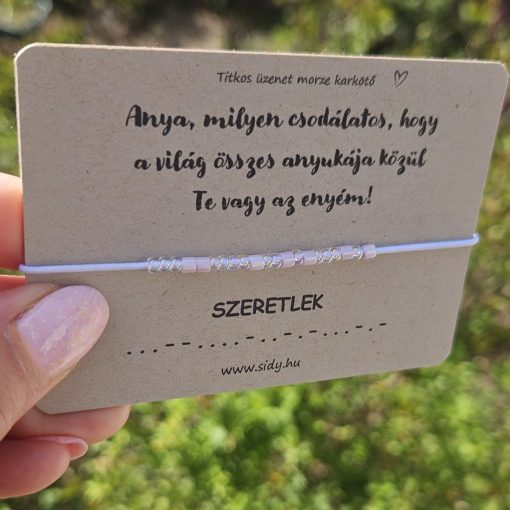 Titkos üzenet morze karkötő
Anya, milyen csodálatos, hogy
a világ összes anyukája közül
Te vagy az enyém!
SZERETLEK
...--.....-.-..-.-...-.-
www.sidy.hu